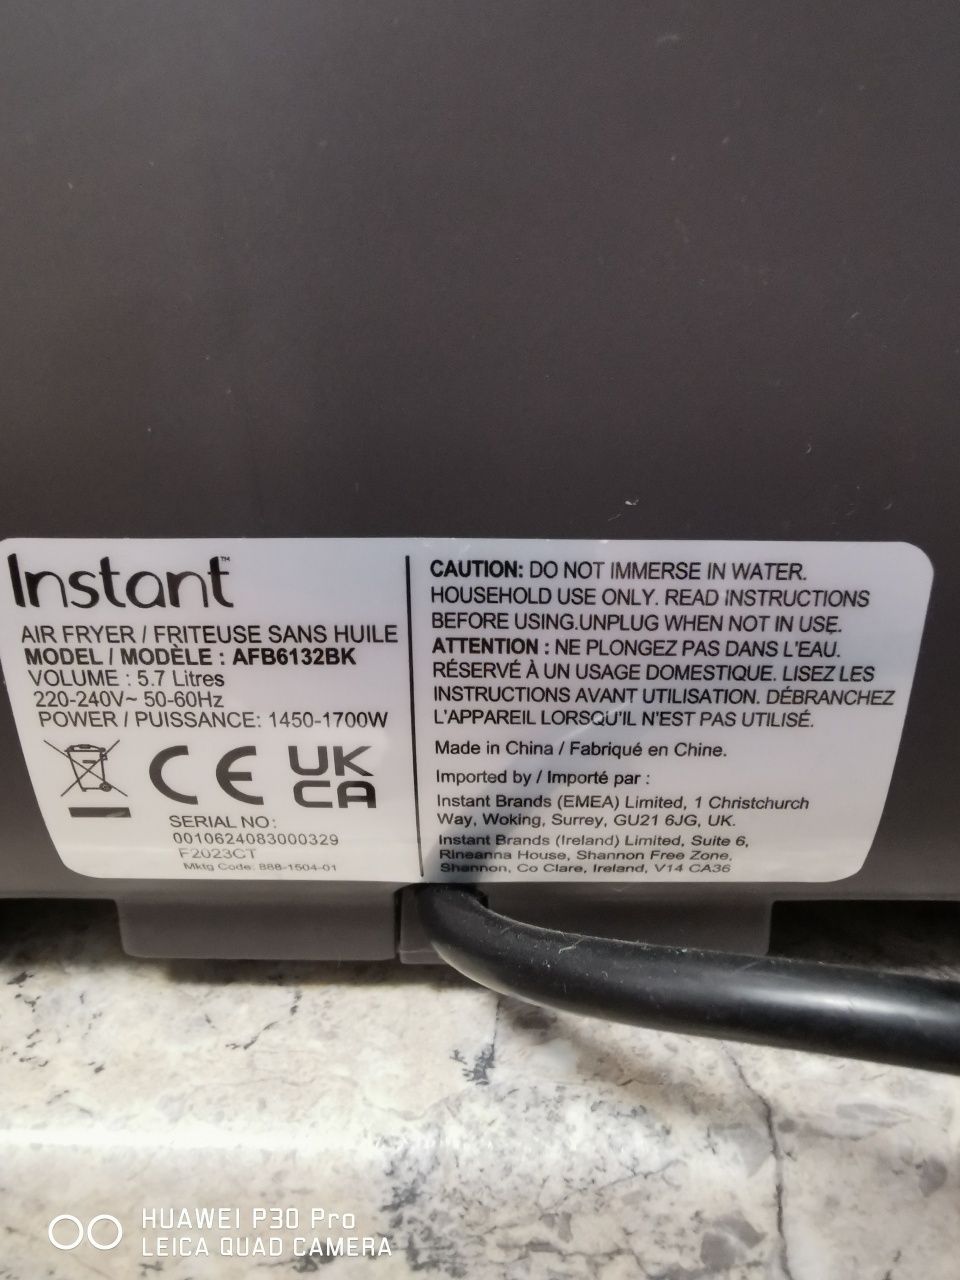 Instant™
AIR FRYER / FRITEUSE SANS HUILE
MODEL / MODÈLE : AFB6132BK
VOLUME : 5.7 Litres
220-240V~ 50-60Hz
POWER / PUISSANCE: 1450-1700W
CE UK
CA
SERIAL NO:
0010624083000329
F2023CT
Mktg Code: 888-1504-01
CAUTION: DO NOT IMMERSE IN WATER.
HOUSEHOLD USE ONLY. READ INSTRUCTIONS
BEFORE USING.UNPLUG WHEN NOT IN USE.
ATTENTION : NE PLONGEZ PAS DANS L'EAU.
RÉSERVÉ À UN USAGE DOMESTIQUE. LISEZ LES
INSTRUCTIONS AVANT UTILISATION. DÉBRANCHEZ
L'APPAREIL LORSQU'IL N'EST PAS UTILISÉ.
Made in China / Fabriqué en Chine.
Imported by / Importé par :
Instant Brands (EMEA) Limited, 1 Christchurch
Way, Woking, Surrey, GU21 6JG, UK.
Instant Brands (Ireland) Limited, Suite 6,
Rineanna House, Shannon Free Zone,
Shannon, Co Clare, Ireland, V14 CA36
HUAWEI P30 Pro
LEICA QUAD CAMERA